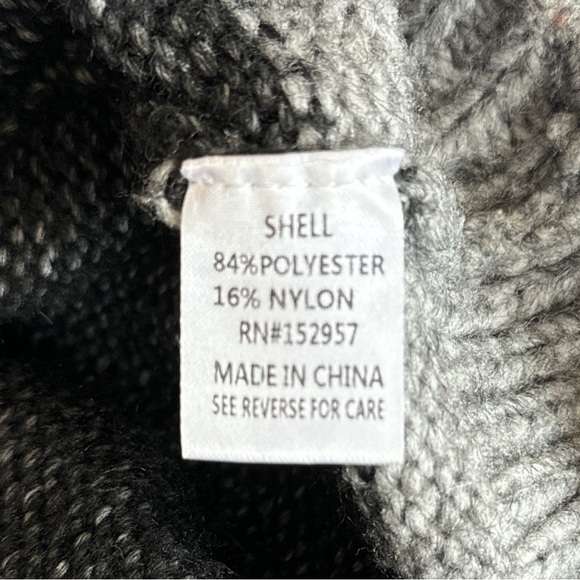 SHELL
84%POLYESTER
16% NYLON
RN#152957
MADE IN CHINA
SEE REVERSE FOR CARE